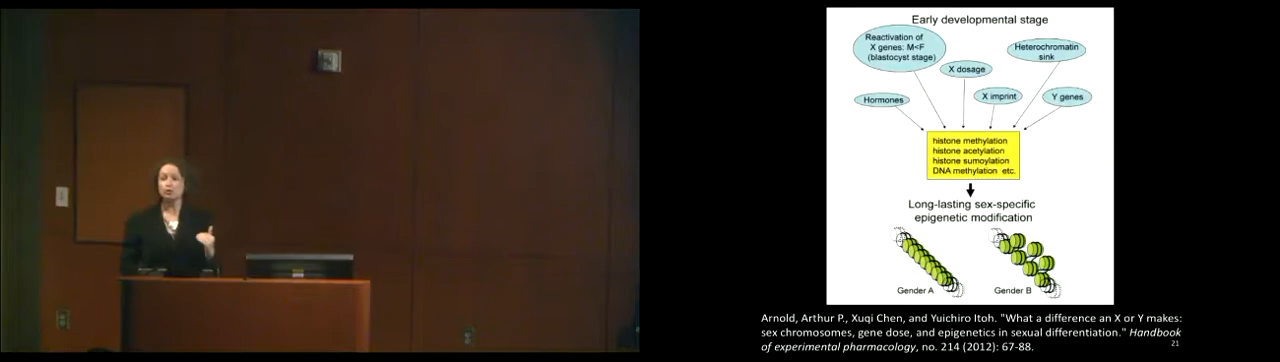 Early developmental stage
Reactivation of
X genes: M<F
(blastocyst stage)
Heterochromatin
sink
X dosage
Hormones
X imprint
Y genes
histone methylation
histone acetylation
histone sumoylation
DNA methylation etc.
Long-lasting sex-specific
epigenetic modification
Gender A
Gender B
Arnold, Arthur P., Xuqi Chen, and Yuichiro Itoh. "What a difference an X or Y makes:
sex chromosomes, gene dose, and epigenetics in sexual differentiation." Handbook
of experimental pharmacology, no. 214 (2012): 67-88.
21